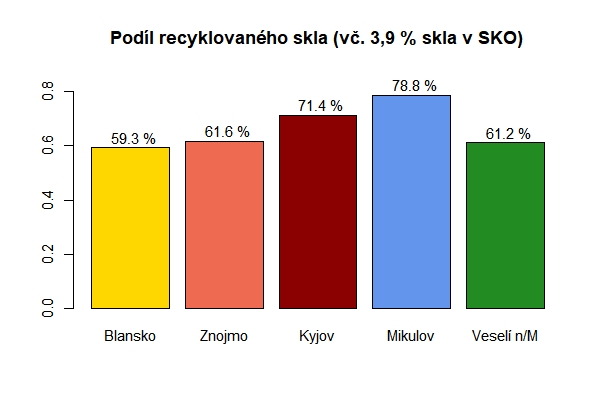 Podíl recyklovaného skla (vč. 3,9 % skla v SKO)
0.8
0.6
0.4
0.2
0.0
59.3 %
61.6 %
71.4 %
78.8 %
61.2 %
Blansko
Znojmo
Kyjov
Mikulov
Veselí n/M